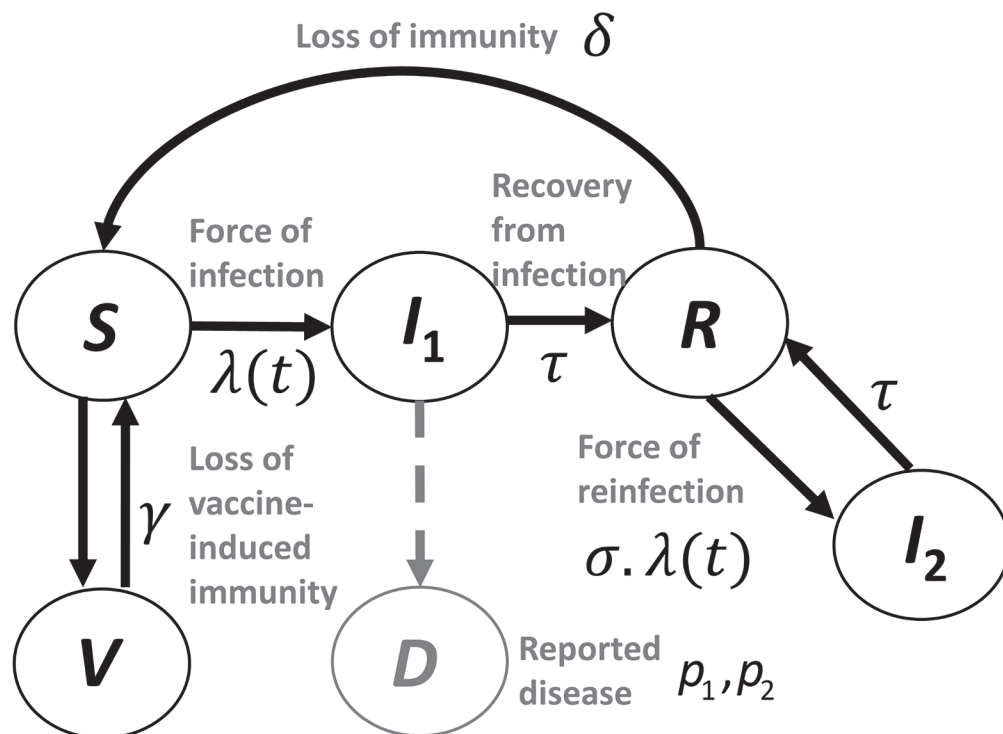 Loss of immunity δ
Recovery
from
infection
Force of
infection
S
I₁
R
λ(t)
τ
τ
Force of
reinfection
σ. λ(t)
I₂
γ
Loss of
vaccine-
induced
immunity
V
D
Reported
disease
p₁, p₂